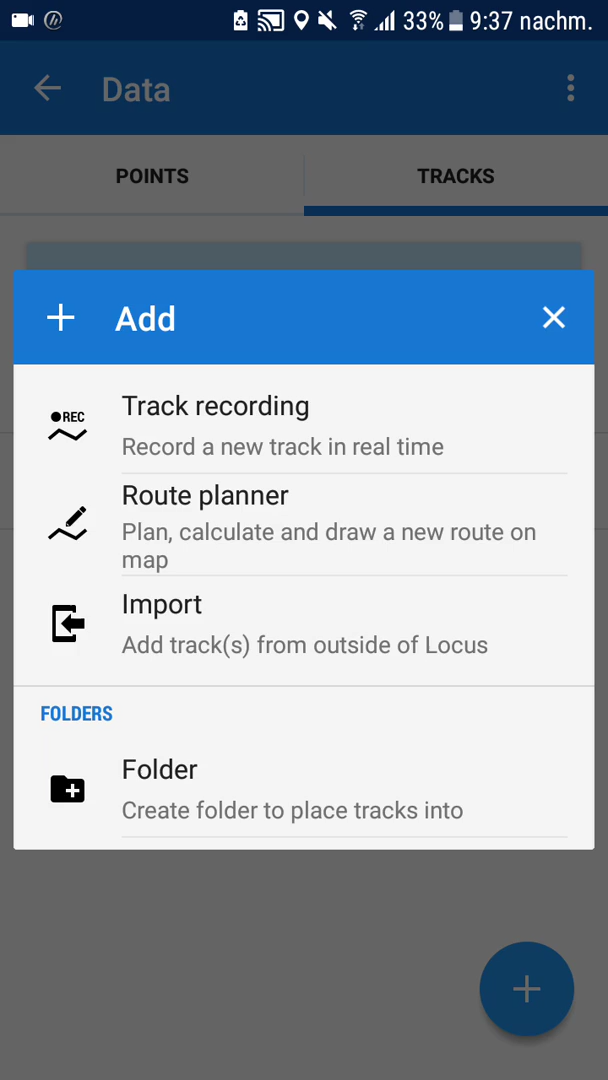 33% 9:37 nachm.
Data
POINTS TRACKS
Add
REC
Track recording
Record a new track in real time
Route planner
Plan, calculate and draw a new route on
map
Import
Add track(s) from outside of Locus
FOLDERS
Folder
Create folder to place tracks into